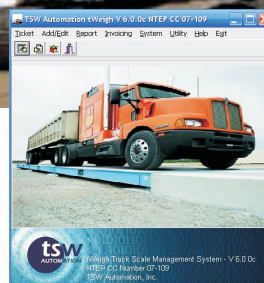 TSW Automation tWeigh V 6.0.0c NTEP CC 07-109
Ticket Add/Edit Report Invoicing System Utility Help Exit
tsw
AUTOMATION
tWeigh Truck Scale Management System - V 6.0.0c
NTEP CC Number 07-109
TSW Automation, Inc.